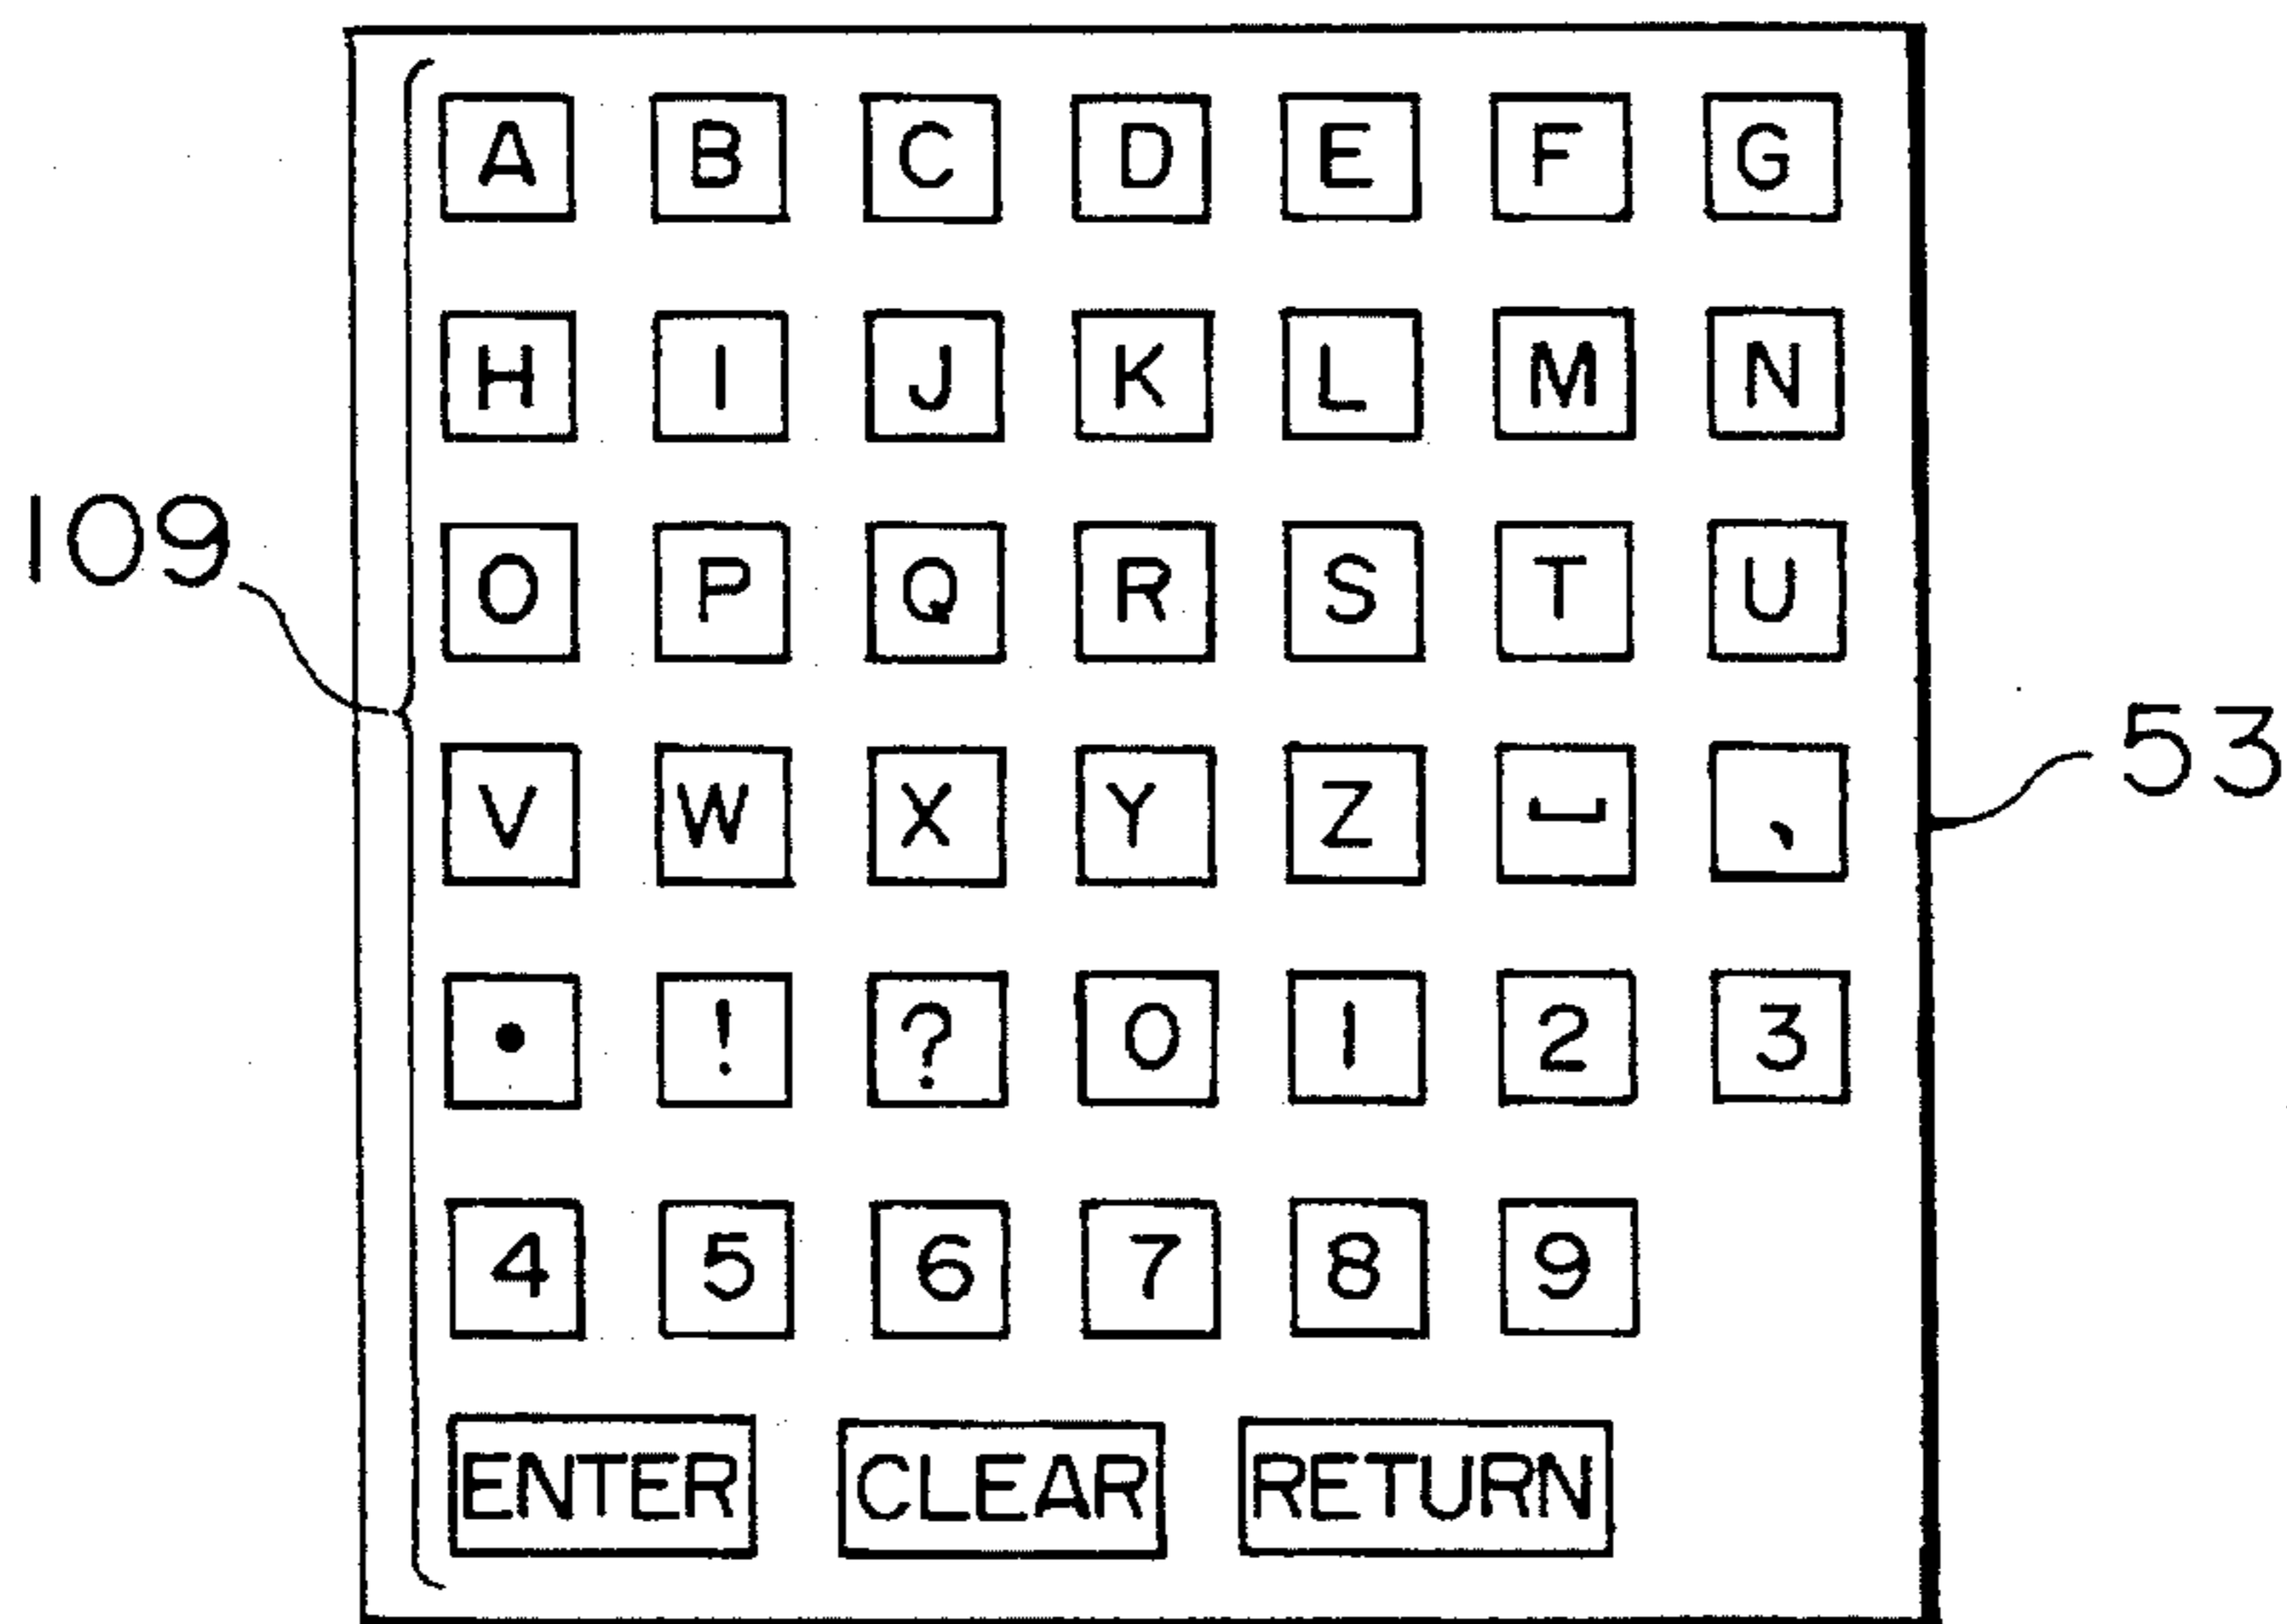 A B C D E F G
H I J K L M N
109
O P Q R S T U
53
V W X Y Z ⎵ ,
• ! ? 0 1 2 3
4 5 6 7 8 9
ENTER CLEAR RETURN